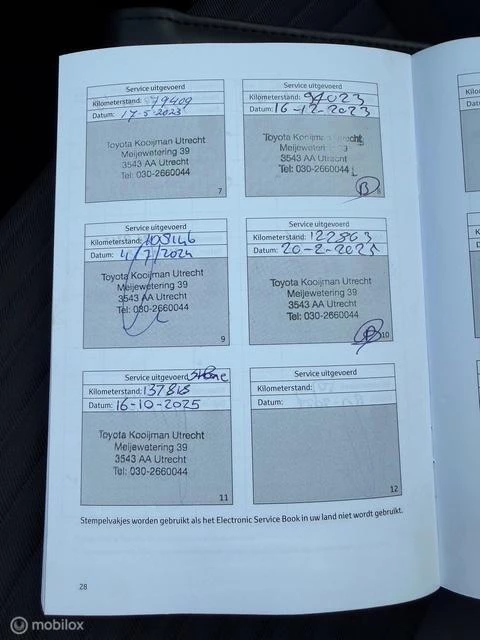 Service uitgevoerd
Kilometerstand: 79409
Datum: 17-5-2023
Toyota Kooijman Utrecht
Meijewetering 39
3543 AA Utrecht
Tel: 030-2660044
7
Service uitgevoerd
Kilometerstand: 94023
Datum: 16-12-2023
Toyota Kooijman Utrecht
Meijewetering
3543 AA Utrecht
Tel: 030-2660044
8
Service uitgevoerd
Kilometerstand: 108146
Datum: 4/7/2024
Toyota Kooijman Utrecht
Meijewetering 39
3543 AA Utrecht
Tel: 030-2660044
9
Service uitgevoerd
Kilometerstand: 122863
Datum: 20-2-2025
Toyota Kooijman Utrecht
Meijewetering 39
3543 AA Utrecht
Tel: 030-2660044
10
Service uitgevoerd
Kilometerstand: 137818
Datum: 16-10-2025
Toyota Kooijman Utrecht
Meijewetering 39
3543 AA Utrecht
Tel: 030-2660044
11
Service uitgevoerd
Kilometerstand:
Datum:
12
Stempelvakjes worden gebruikt als het Electronic Service Book in uw land niet wordt gebruikt.
28
mobilox